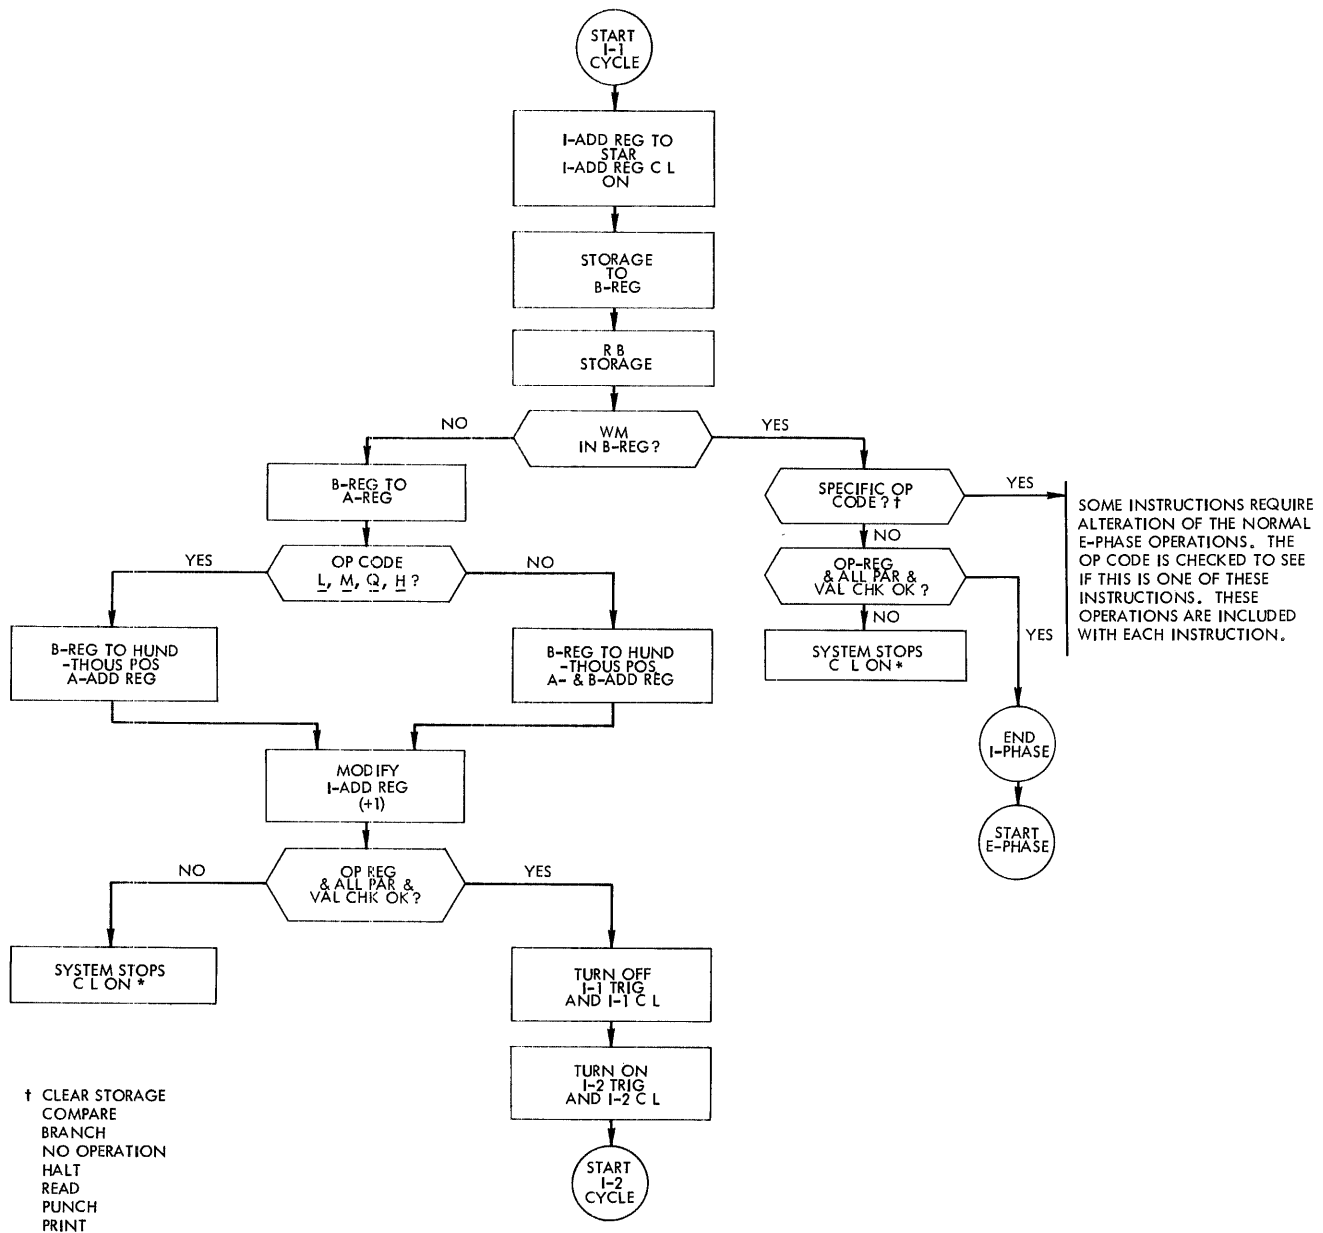 START
I-1
CYCLE
I-ADD REG TO
STAR
I-ADD REG C L
ON
STORAGE
TO
B-REG
R B
STORAGE
WM
IN B-REG?
NO
YES
B-REG TO
A-REG
SPECIFIC OP
CODE?†
YES
SOME INSTRUCTIONS REQUIRE
ALTERATION OF THE NORMAL
E-PHASE OPERATIONS. THE
OP CODE IS CHECKED TO SEE
IF THIS IS ONE OF THESE
INSTRUCTIONS. THESE
OPERATIONS ARE INCLUDED
WITH EACH INSTRUCTION.
NO
OP CODE
L, M, Q, H?
YES
NO
OP-REG
& ALL PAR &
VAL CHK OK?
NO
YES
B-REG TO HUND
-THOUS POS
A-ADD REG
B-REG TO HUND
-THOUS POS
A- & B-ADD REG
SYSTEM STOPS
C L ON *
END
I-PHASE
START
E-PHASE
MODIFY
I-ADD REG
(+1)
OP REG
& ALL PAR &
VAL CHK OK?
NO
YES
SYSTEM STOPS
C L ON *
TURN OFF
I-1 TRIG
AND I-1 C L
TURN ON
I-2 TRIG
AND I-2 C L
START
I-2
CYCLE
† CLEAR STORAGE
COMPARE
BRANCH
NO OPERATION
HALT
READ
PUNCH
PRINT